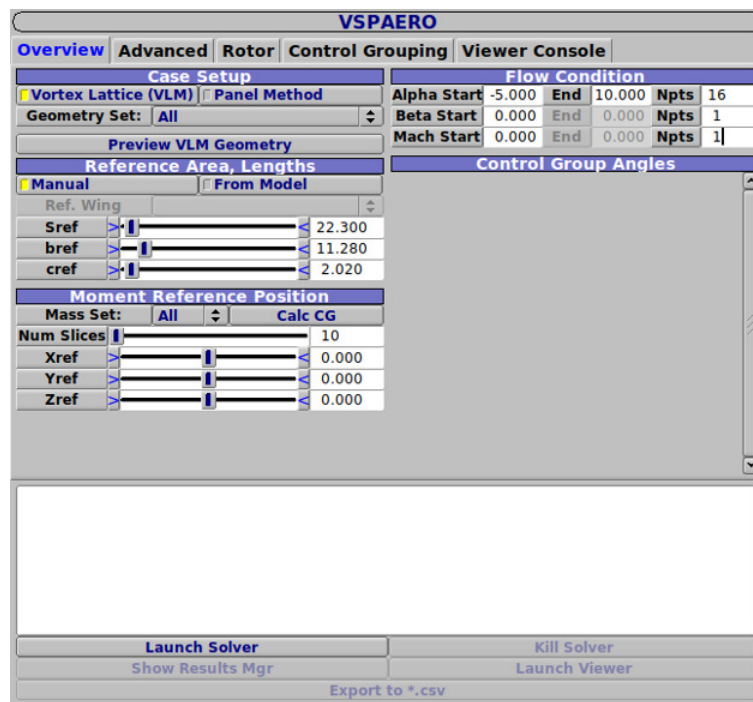 VSPAERO
Overview Advanced Rotor Control Grouping Viewer Console
Case Setup
Vortex Lattice (VLM) Panel Method
Geometry Set: All
Preview VLM Geometry
Reference Area, Lengths
Manual From Model
Ref. Wing
Sref > < 22.300
bref > < 11.280
cref > < 2.020
Moment Reference Position
Mass Set: All Calc CG
Num Slices 10
Xref > < 0.000
Yref > < 0.000
Zref > < 0.000
Flow Condition
Alpha Start -5.000 End 10.000 Npts 16
Beta Start 0.000 End 0.000 Npts 1
Mach Start 0.000 End 0.000 Npts 1
Control Group Angles
Launch Solver Kill Solver
Show Results Mgr Launch Viewer
Export to *.csv